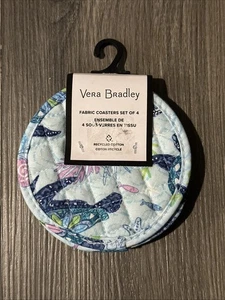 Vera Bradley
FABRIC COASTERS SET OF 4
ENSEMBLE DE
4 SOUS-VERRES EN TISSU
RECYCLED COTTON
COTON RECYCLÉ